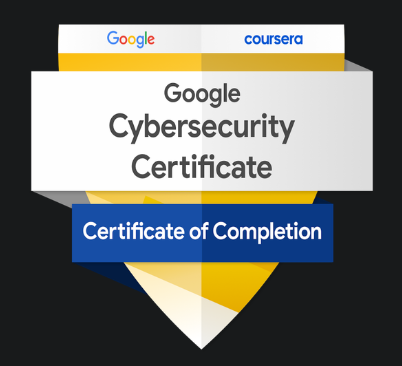 Google coursera
Google
Cybersecurity
Certificate
Certificate of Completion